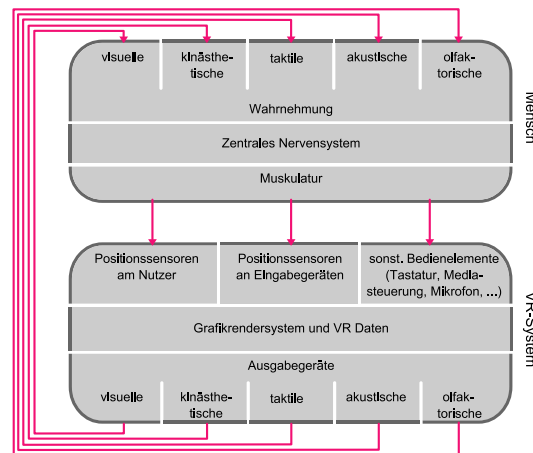 visuelle
kinästhe-
tische
taktile
akustische
olfak-
torische
Wahrnehmung
Zentrales Nervensystem
Muskulatur
Mensch
Positionssensoren
am Nutzer
Positionssensoren
an Eingabegeräten
sonst. Bedienelemente
(Tastatur, Media-
steuerung, Mikrofon, ...)
Grafikrendersystem und VR Daten
Ausgabegeräte
visuelle
kinästhe-
tische
taktile
akustische
olfak-
torische
VR-System